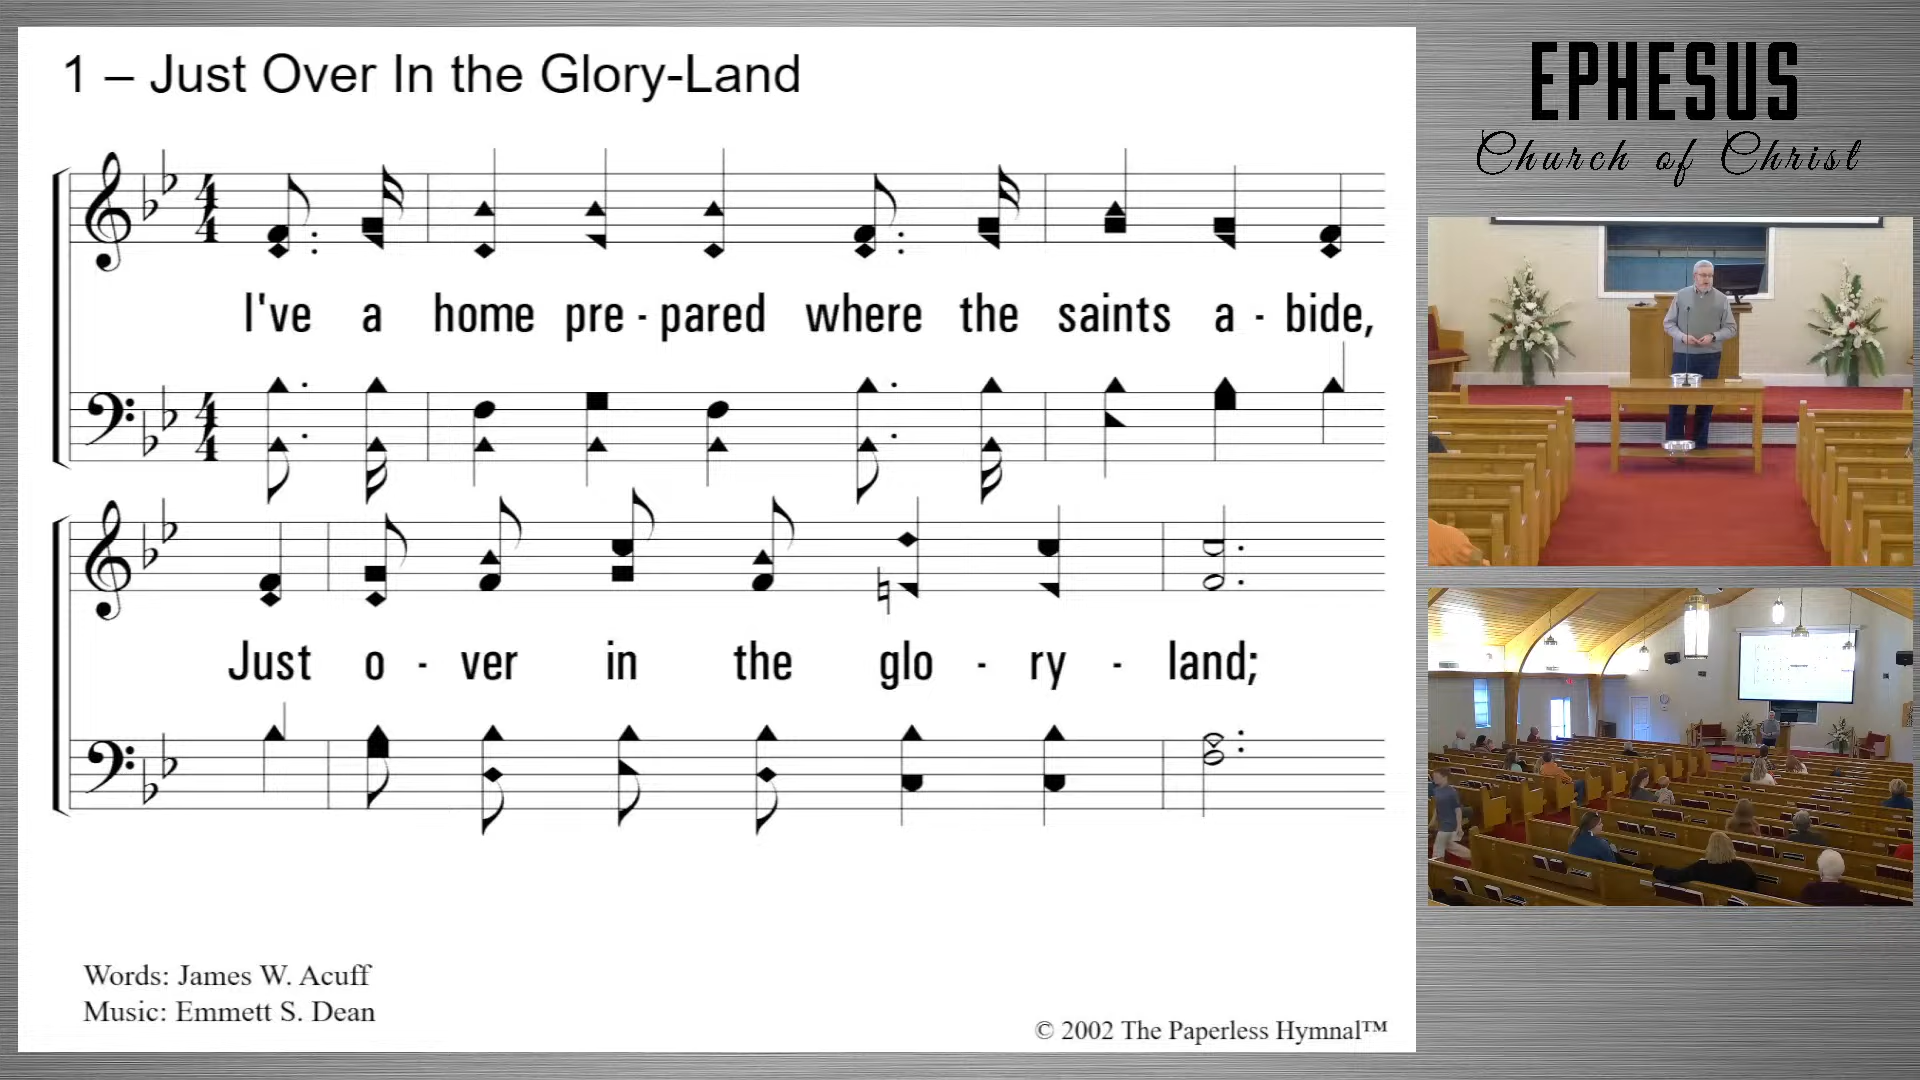 1 – Just Over In the Glory-Land
I've a home pre - pared where the saints a - bide,
Just o - ver in the glo - ry - land;
Words: James W. Acuff
Music: Emmett S. Dean
© 2002 The Paperless Hymnal™
EPHESUS
Church of Christ